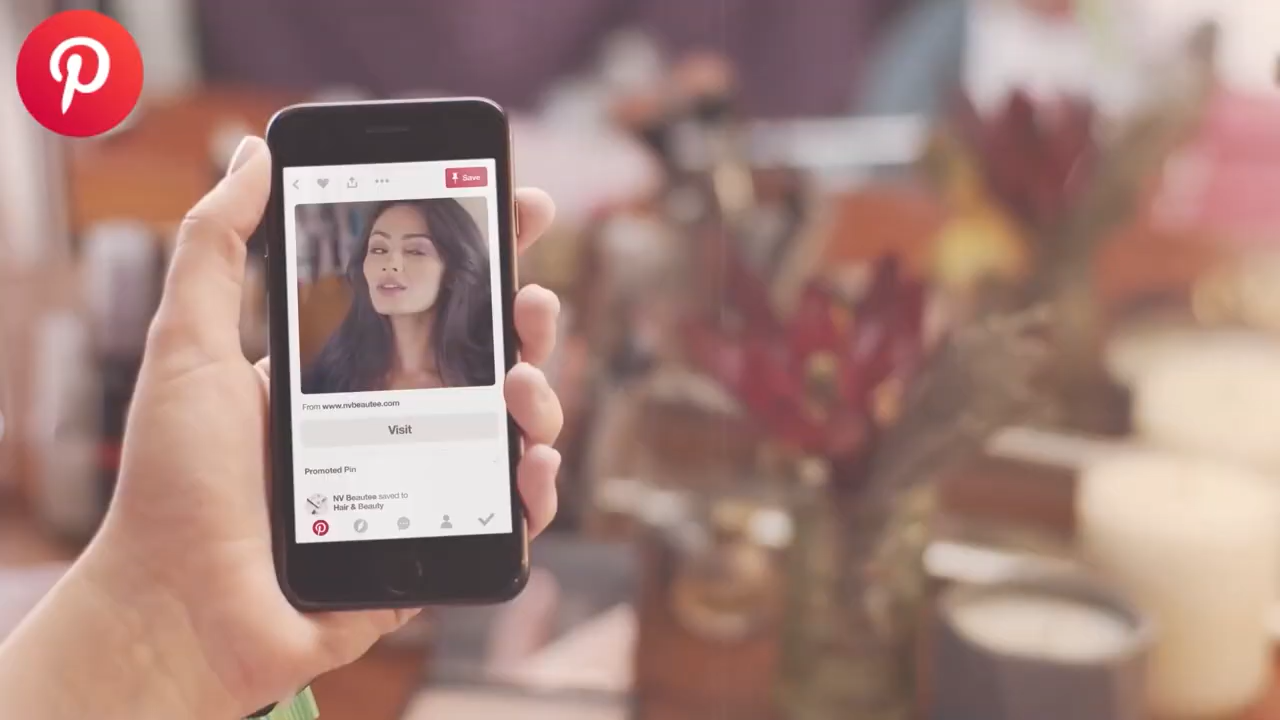 Save
From www.nvbeautee.com
Visit
Promoted Pin
NV Beautee saved to
Hair & Beauty